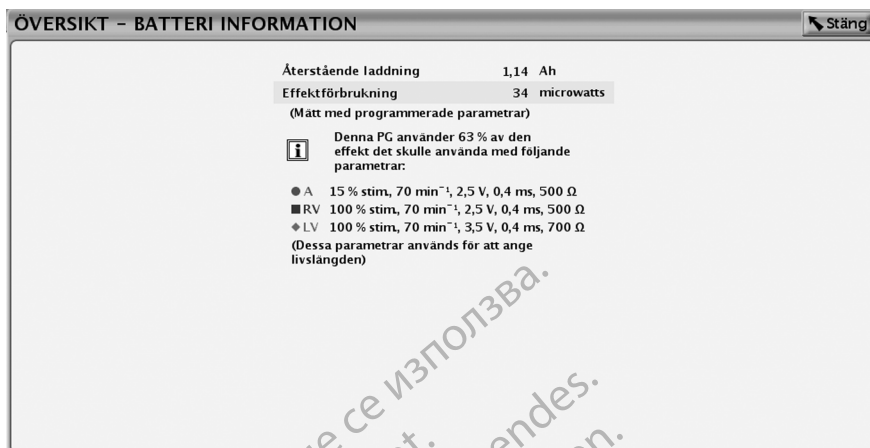 ÖVERSIKT – BATTERI INFORMATION
Stäng
Återstående laddning 1,14 Ah
Effektförbrukning 34 microwatts
(Mätt med programmerade parametrar)
Denna PG använder 63 % av den
effekt det skulle använda med följande
parametrar:
A 15 % stim., 70 min⁻¹, 2,5 V, 0,4 ms, 500 Ω
RV 100 % stim., 70 min⁻¹, 2,5 V, 0,4 ms, 500 Ω
LV 100 % stim., 70 min⁻¹, 3,5 V, 0,4 ms, 700 Ω
(Dessa parametrar används för att ange
livslängden)
се използва.